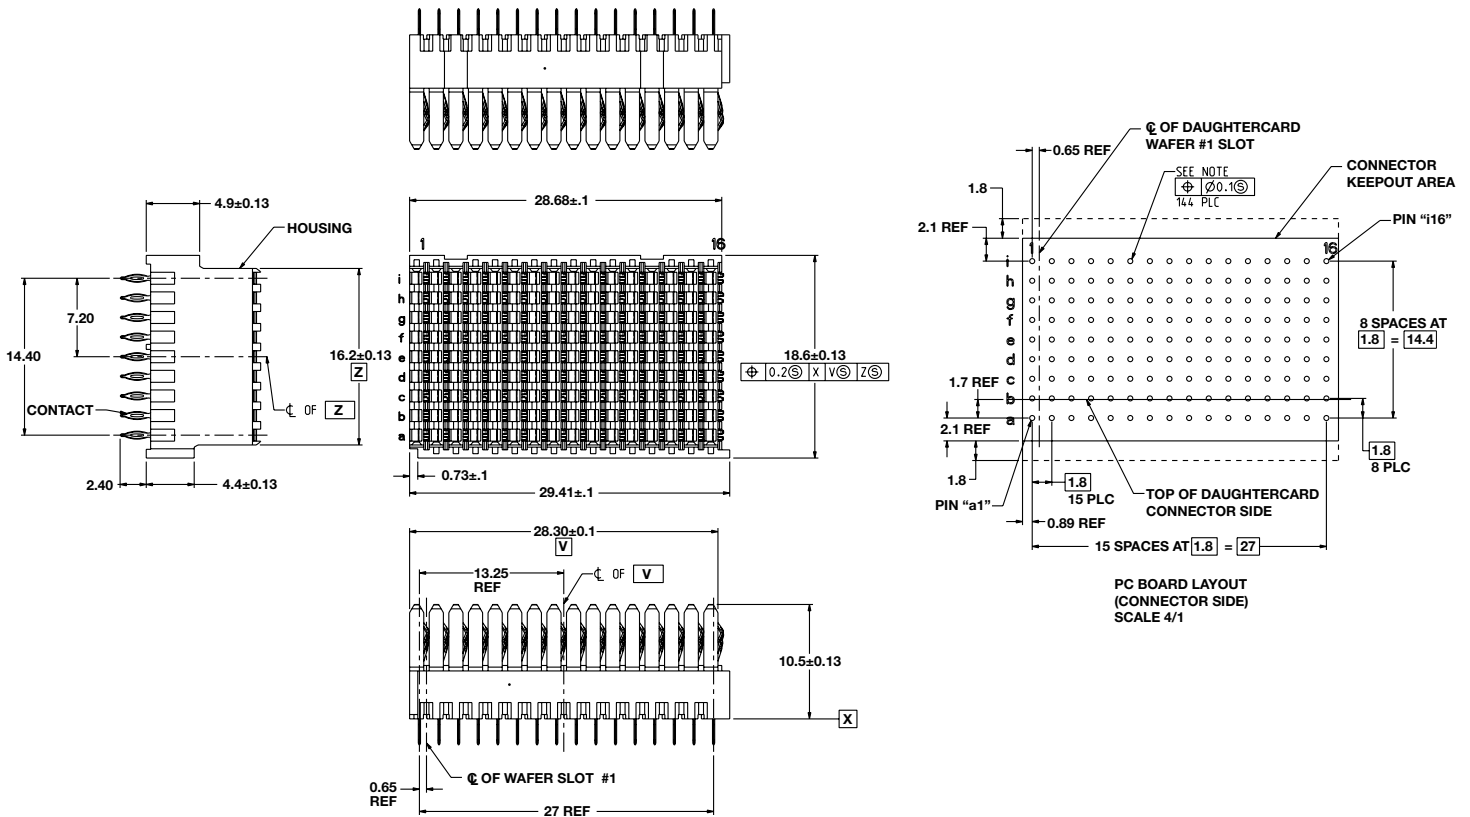 4.9±0.13
HOUSING
7.20
14.40
16.2±0.13
Z
CONTACT
℄ OF Z
2.40
4.4±0.13
28.68±.1
1
16
i
h
g
f
e
d
c
b
a
18.6±0.13
⌖ 0.2Ⓢ X VⓈ ZⓈ
0.73±.1
29.41±.1
28.30±0.1
V
13.25
REF
℄ OF V
10.5±0.13
X
℄ OF WAFER SLOT #1
0.65
REF
27 REF
℄ OF DAUGHTERCARD
WAFER #1 SLOT
0.65 REF
SEE NOTE
⌖ Ø0.1Ⓢ
144 PLC
CONNECTOR
KEEPOUT AREA
1.8
2.1 REF
PIN "i16"
1
16
i
h
g
f
e
d
c
b
a
8 SPACES AT
1.8 = 14.4
1.7 REF
2.1 REF
1.8
8 PLC
1.8
1.8
15 PLC
TOP OF DAUGHTERCARD
CONNECTOR SIDE
PIN "a1"
0.89 REF
15 SPACES AT 1.8 = 27
PC BOARD LAYOUT
(CONNECTOR SIDE)
SCALE 4/1